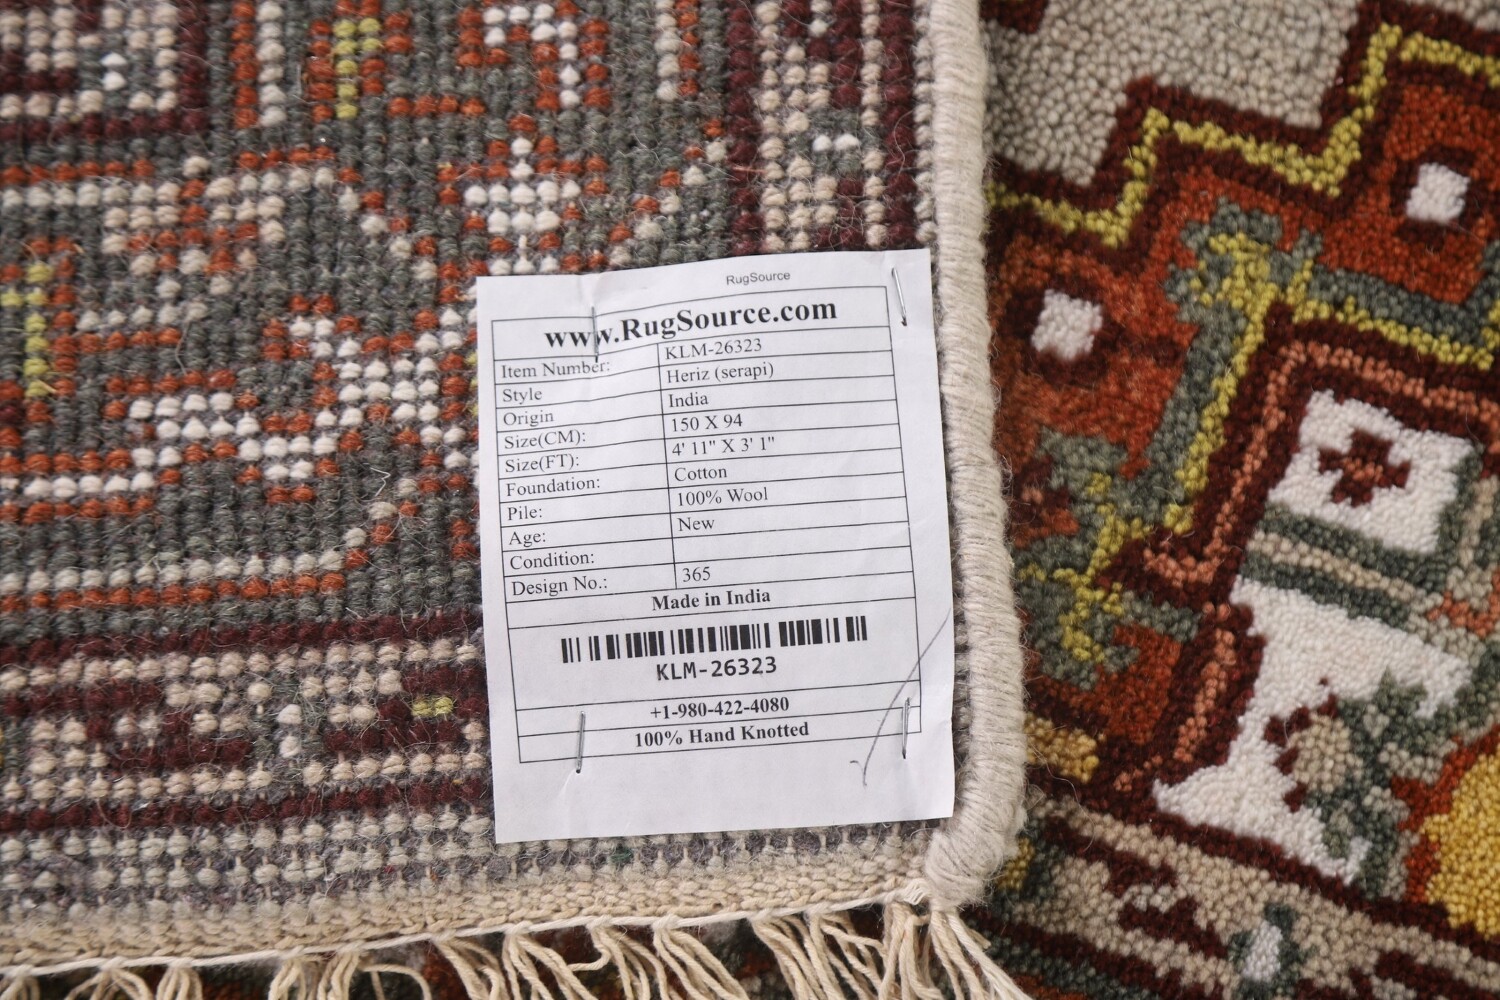 RugSource
www.RugSource.com
Item Number: KLM-26323
Style Heriz (serapi)
Origin India
Size(CM): 150 X 94
Size(FT): 4' 11" X 3' 1"
Foundation: Cotton
Pile: 100% Wool
Age: New
Condition:
Design No.: 365
Made in India
KLM-26323
+1-980-422-4080
100% Hand Knotted